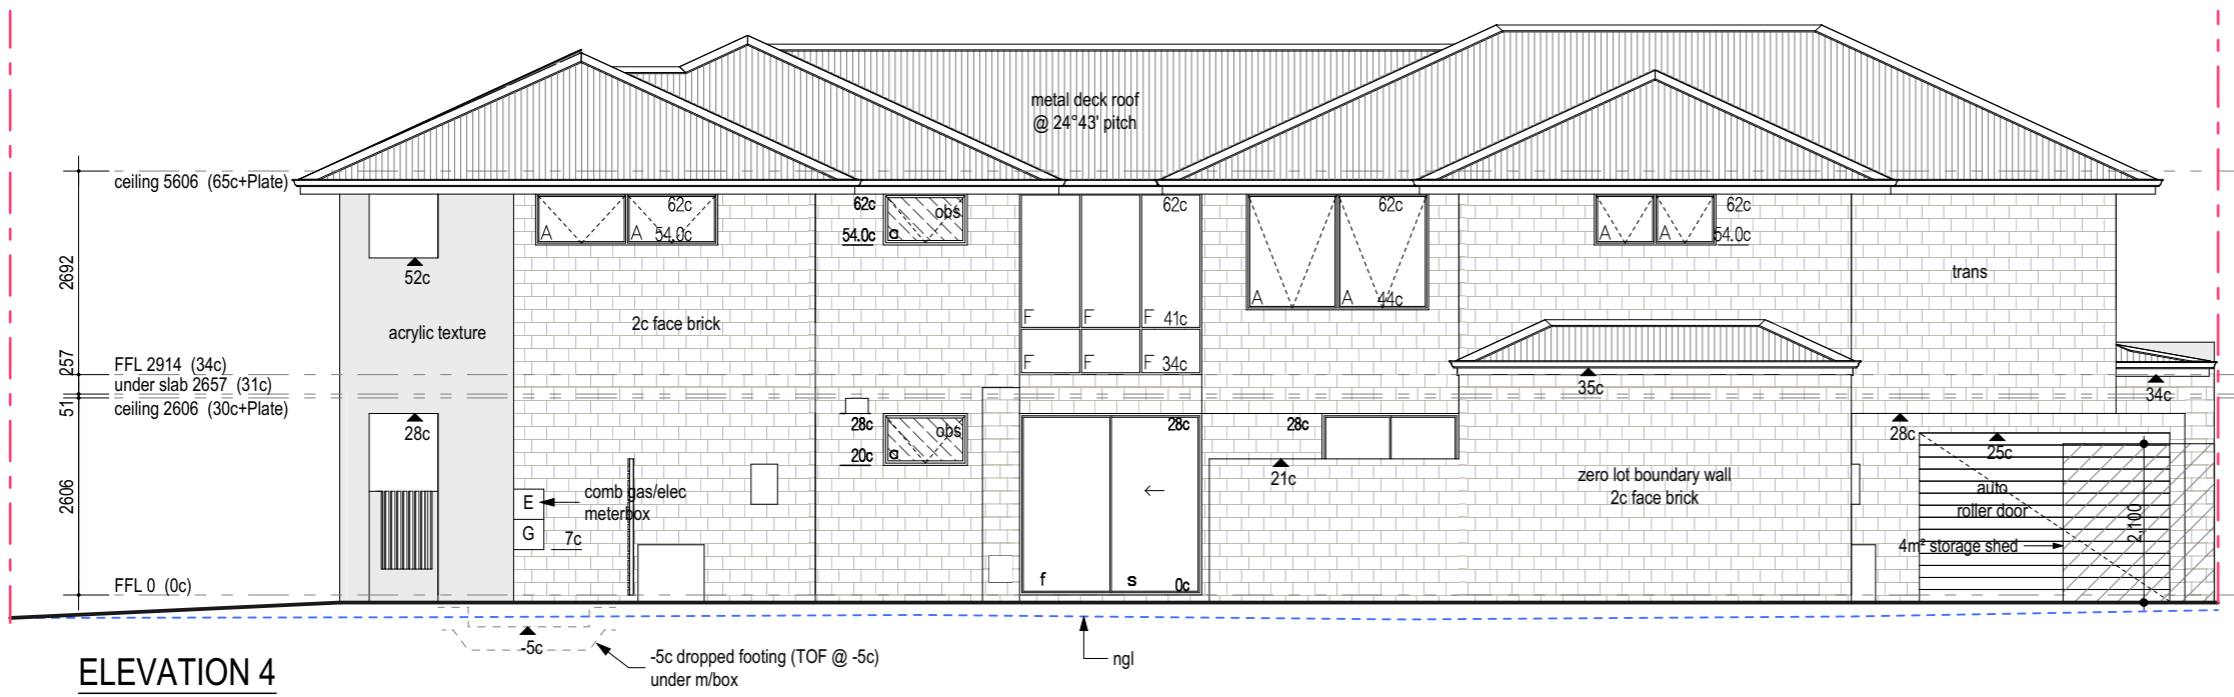 metal deck roof
@ 24°43' pitch
ceiling 5606 (65c+Plate)
62c
A
A
54.0c
62c
obs
54.0c
a
62c
F
F
F
41c
F
F
F
34c
62c
A
A
44c
62c
A
A
54.0c
trans
52c
acrylic texture
2c face brick
2692
257
51
2606
FFL 2914 (34c)
under slab 2657 (31c)
ceiling 2606 (30c+Plate)
35c
34c
28c
28c
obs
20c
a
28c
28c
28c
25c
21c
zero lot boundary wall
2c face brick
auto
roller door
2,100
4m² storage shed
E
G
comb gas/elec
meterbox
7c
f
s
0c
FFL 0 (0c)
-5c
-5c dropped footing (TOF @ -5c)
under m/box
ngl
ELEVATION 4